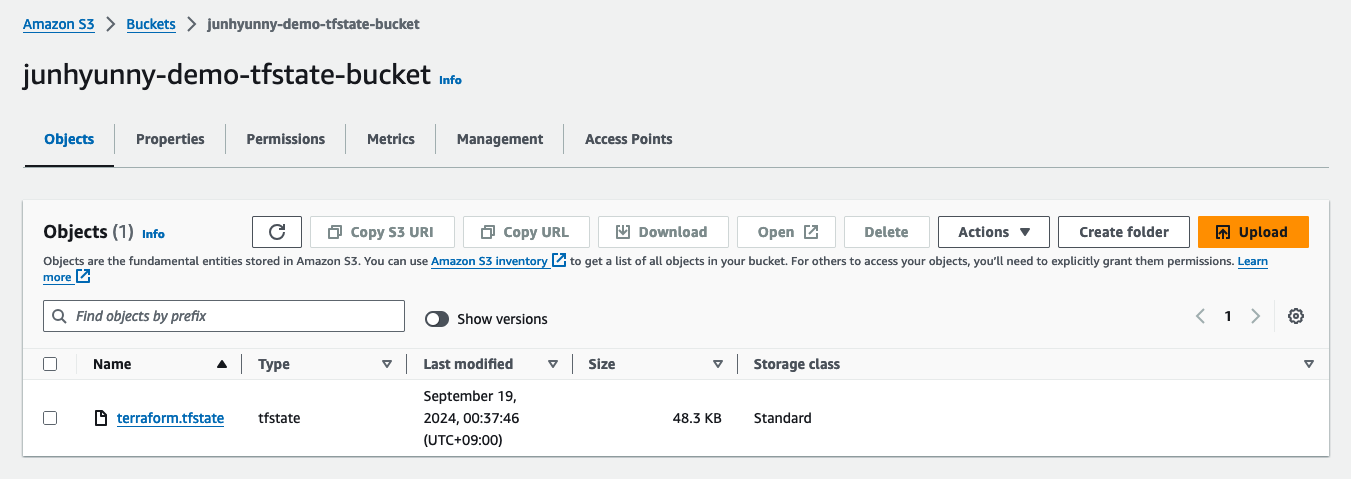 Amazon S3 > Buckets > junhyunny-demo-tfstate-bucket
junhyunny-demo-tfstate-bucket Info
Objects Properties Permissions Metrics Management Access Points
Objects (1) Info Copy S3 URI Copy URL Download Open Delete Actions Create folder Upload
Objects are the fundamental entities stored in Amazon S3. You can use Amazon S3 inventory to get a list of all objects in your bucket. For others to access your objects, you'll need to explicitly grant them permissions. Learn
more
Find objects by prefix Show versions 1
Name Type Last modified Size Storage class
terraform.tfstate tfstate September 19, 48.3 KB Standard
2024, 00:37:46
(UTC+09:00)